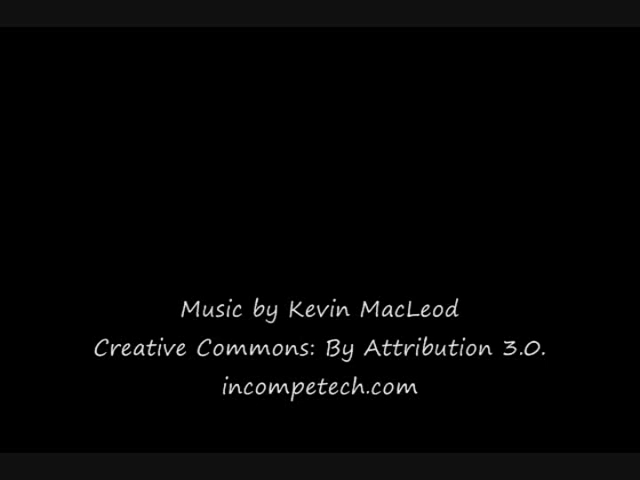 Music by Kevin MacLeod
Creative Commons: By Attribution 3.0.
incompetech.com